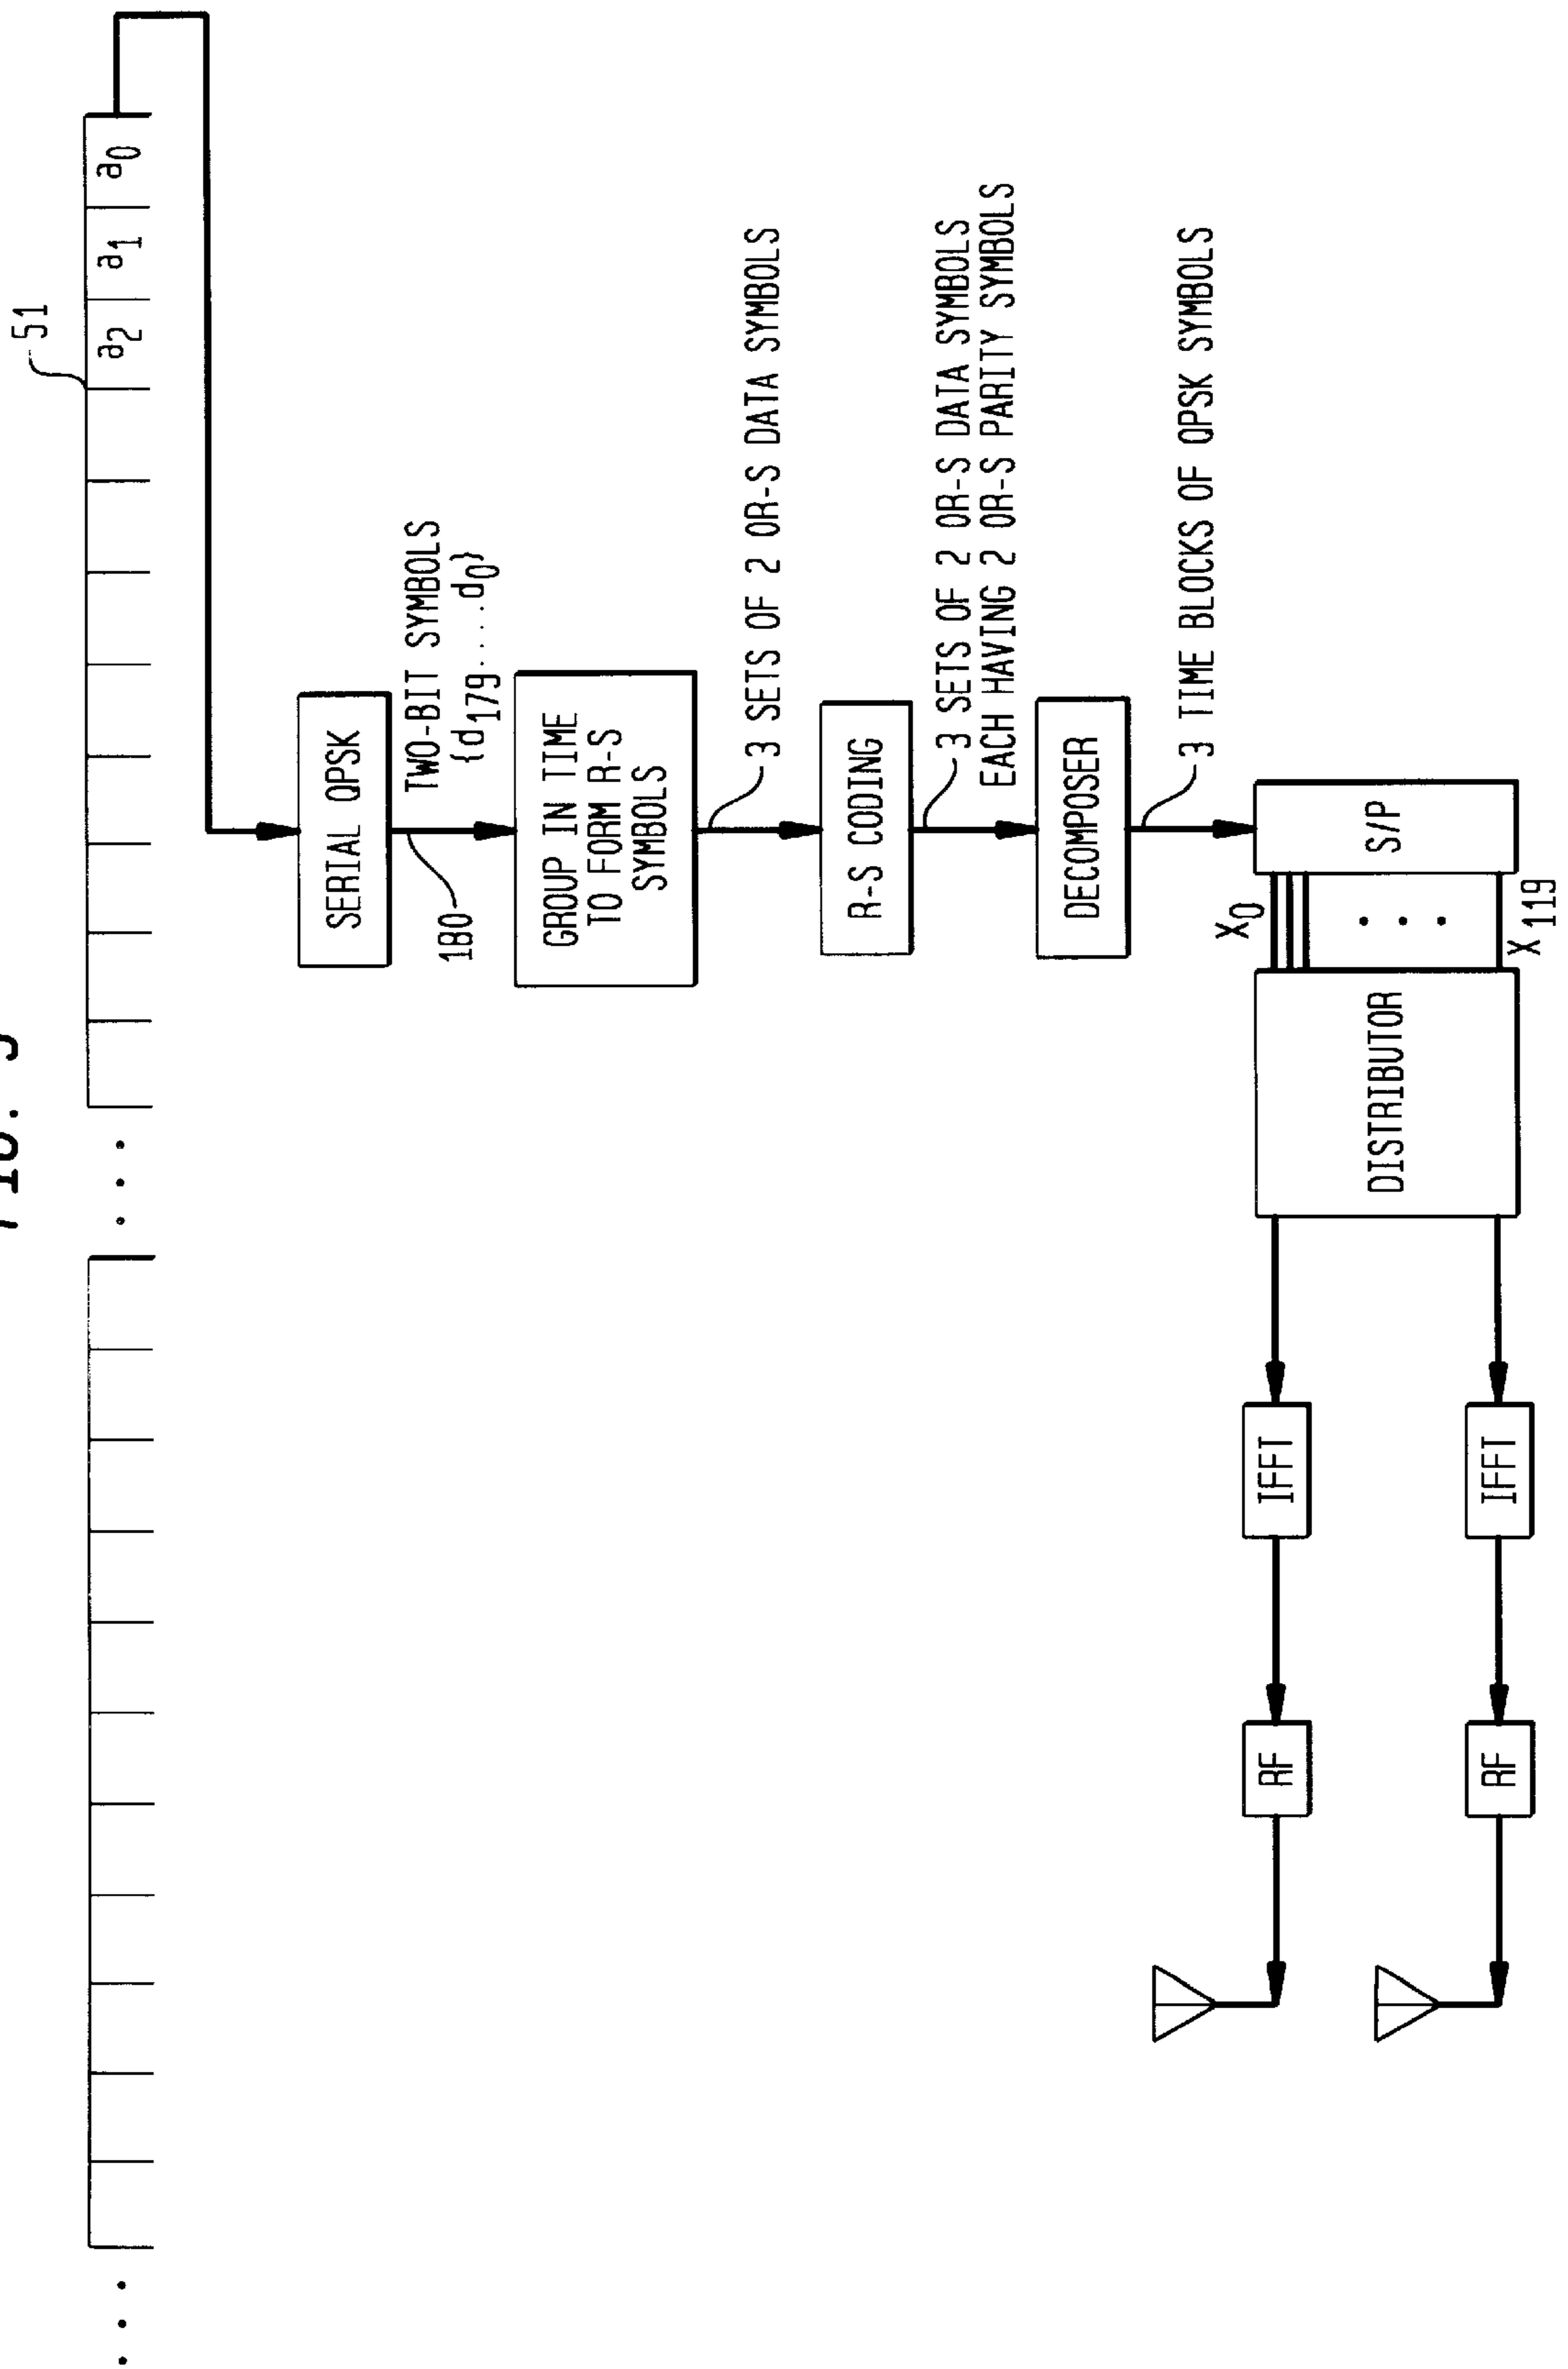 51
a2 a1 a0
SERIAL QPSK
TWO-BIT SYMBOLS
{d179.....d0}
180
GROUP IN TIME
TO FORM R-S
SYMBOLS
3 SETS OF 2 OR-S DATA SYMBOLS
R-S CODING
3 SETS OF 2 OR-S DATA SYMBOLS
EACH HAVING 2 OR-S PARITY SYMBOLS
DECOMPOSER
3 TIME BLOCKS OF QPSK SYMBOLS
S/P
X0
X119
DISTRIBUTOR
IFFT
IFFT
RF
RF